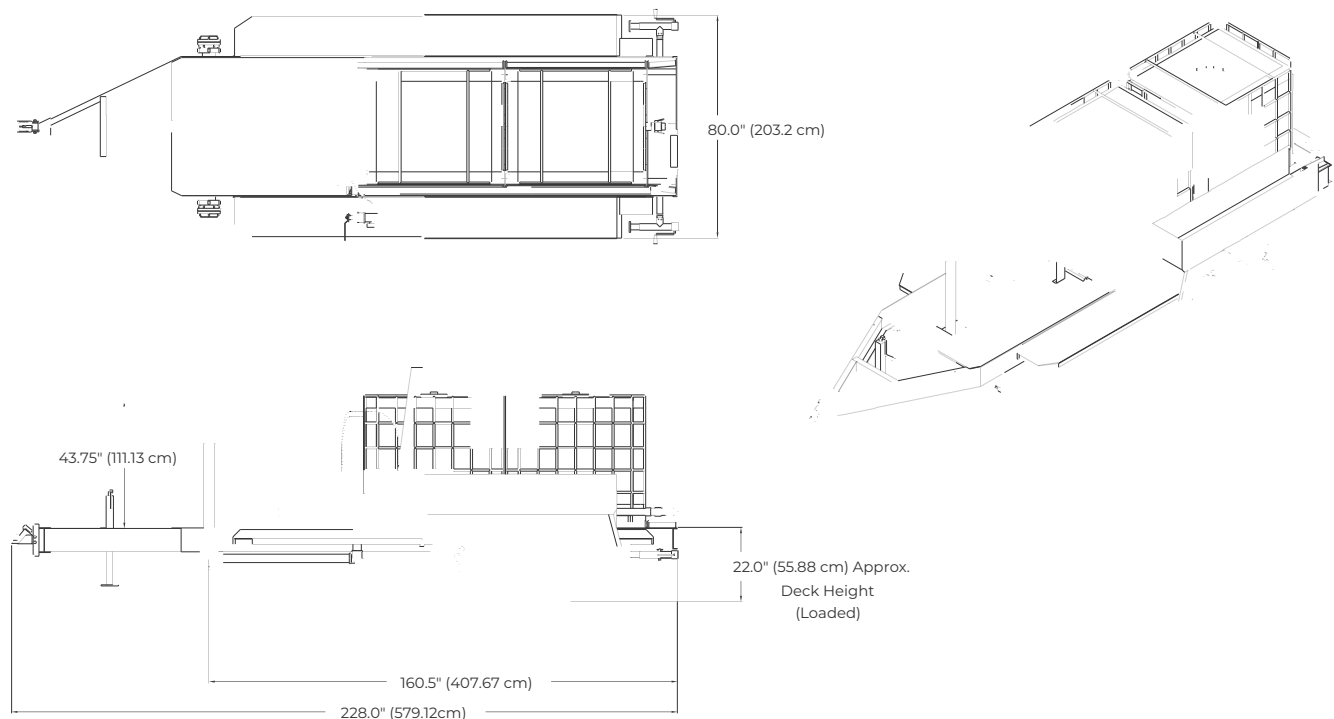 80.0" (203.2 cm)
43.75" (111.13 cm)
22.0" (55.88 cm) Approx.
Deck Height
(Loaded)
160.5" (407.67 cm)
228.0" (579.12cm)